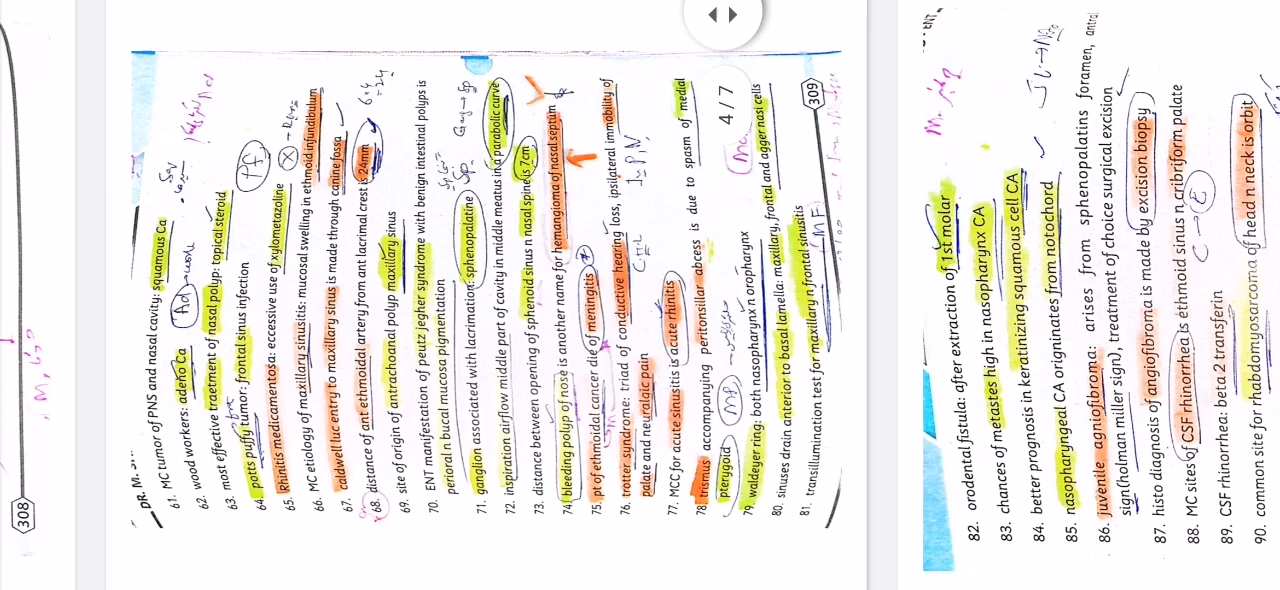 308
DR. M.
61. MC tumor of PNS and nasal cavity: squamous Ca
62. wood workers: adeno Ca
63. most effective traetment of nasal polyp: topical steroid
64. potts puffy tumor: frontal sinus infection
65. Rhinitis medicamentosa: excessive use of xylometazoline
66. MC etiology of maxillary sinusitis: mucosal swelling in ethmoid infundibulum
67. Caldwell luc entry to maxillary sinus is made through canine fossa
68. distance of ant ethmoidal artery from ant lacrimal crest is 24mm
69. site of origin of antrachoanal polyp maxillary sinus
70. ENT manifestation of peutz jegher syndrome with benign intestinal polyps is
perioral n bucal mucosa pigmentation
71. ganglion associated with lacrimation: sphenopalatine
72. inspiration airflow middle part of cavity in middle meatus in a parabolic curve
73. distance between opening of sphenoid sinus n nasal spine is 7cm
74. bleeding polyp of nose is another name for hemangioma of nasal septum
75. pt of ethmoidal cancer die of meningitis
76. trotter syndrome: triad of conductive hearing loss, ipsilateral immobility of
palate and neuralgic pain
77. MCC for acute sinusitis is acute rhinitis
78. trismus accompanying peritonsillar abcess is due to spasm of medial
pterygoid
79. waldeyer ring: both nasopharynx n oropharynx
80. sinuses drain anterior to basal lamella: maxillary, frontal and agger nasi cells
81. transillumination test for maxillary n frontal sinusitis
309
4 / 7
ENT
82. orodental fistula: after extraction of 1st molar
83. chances of metastes high in nasopharynx CA
84. better prognosis in keratinizing squamous cell CA
85. nasopharyngeal CA origninates from notochord
86. juvenile agniofibroma: arises from sphenopalatins foramen, antral
sign(holman miller sign), treatment of choice surgical excision
87. histo diagnosis of angiofibroma is made by excision biopsy
88. MC sites of CSF rhinorrhea is ethmoid sinus n cribriform palate
89. CSF rhinorrhea: beta 2 transferin
90. common site for rhabdomyosarcoma of head n neck is orbit